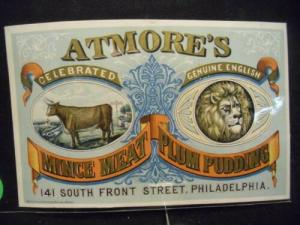 ATMORE'S
CELEBRATED GENUINE ENGLISH
MINCE MEAT PLUM PUDDING
141 SOUTH FRONT STREET, PHILADELPHIA.